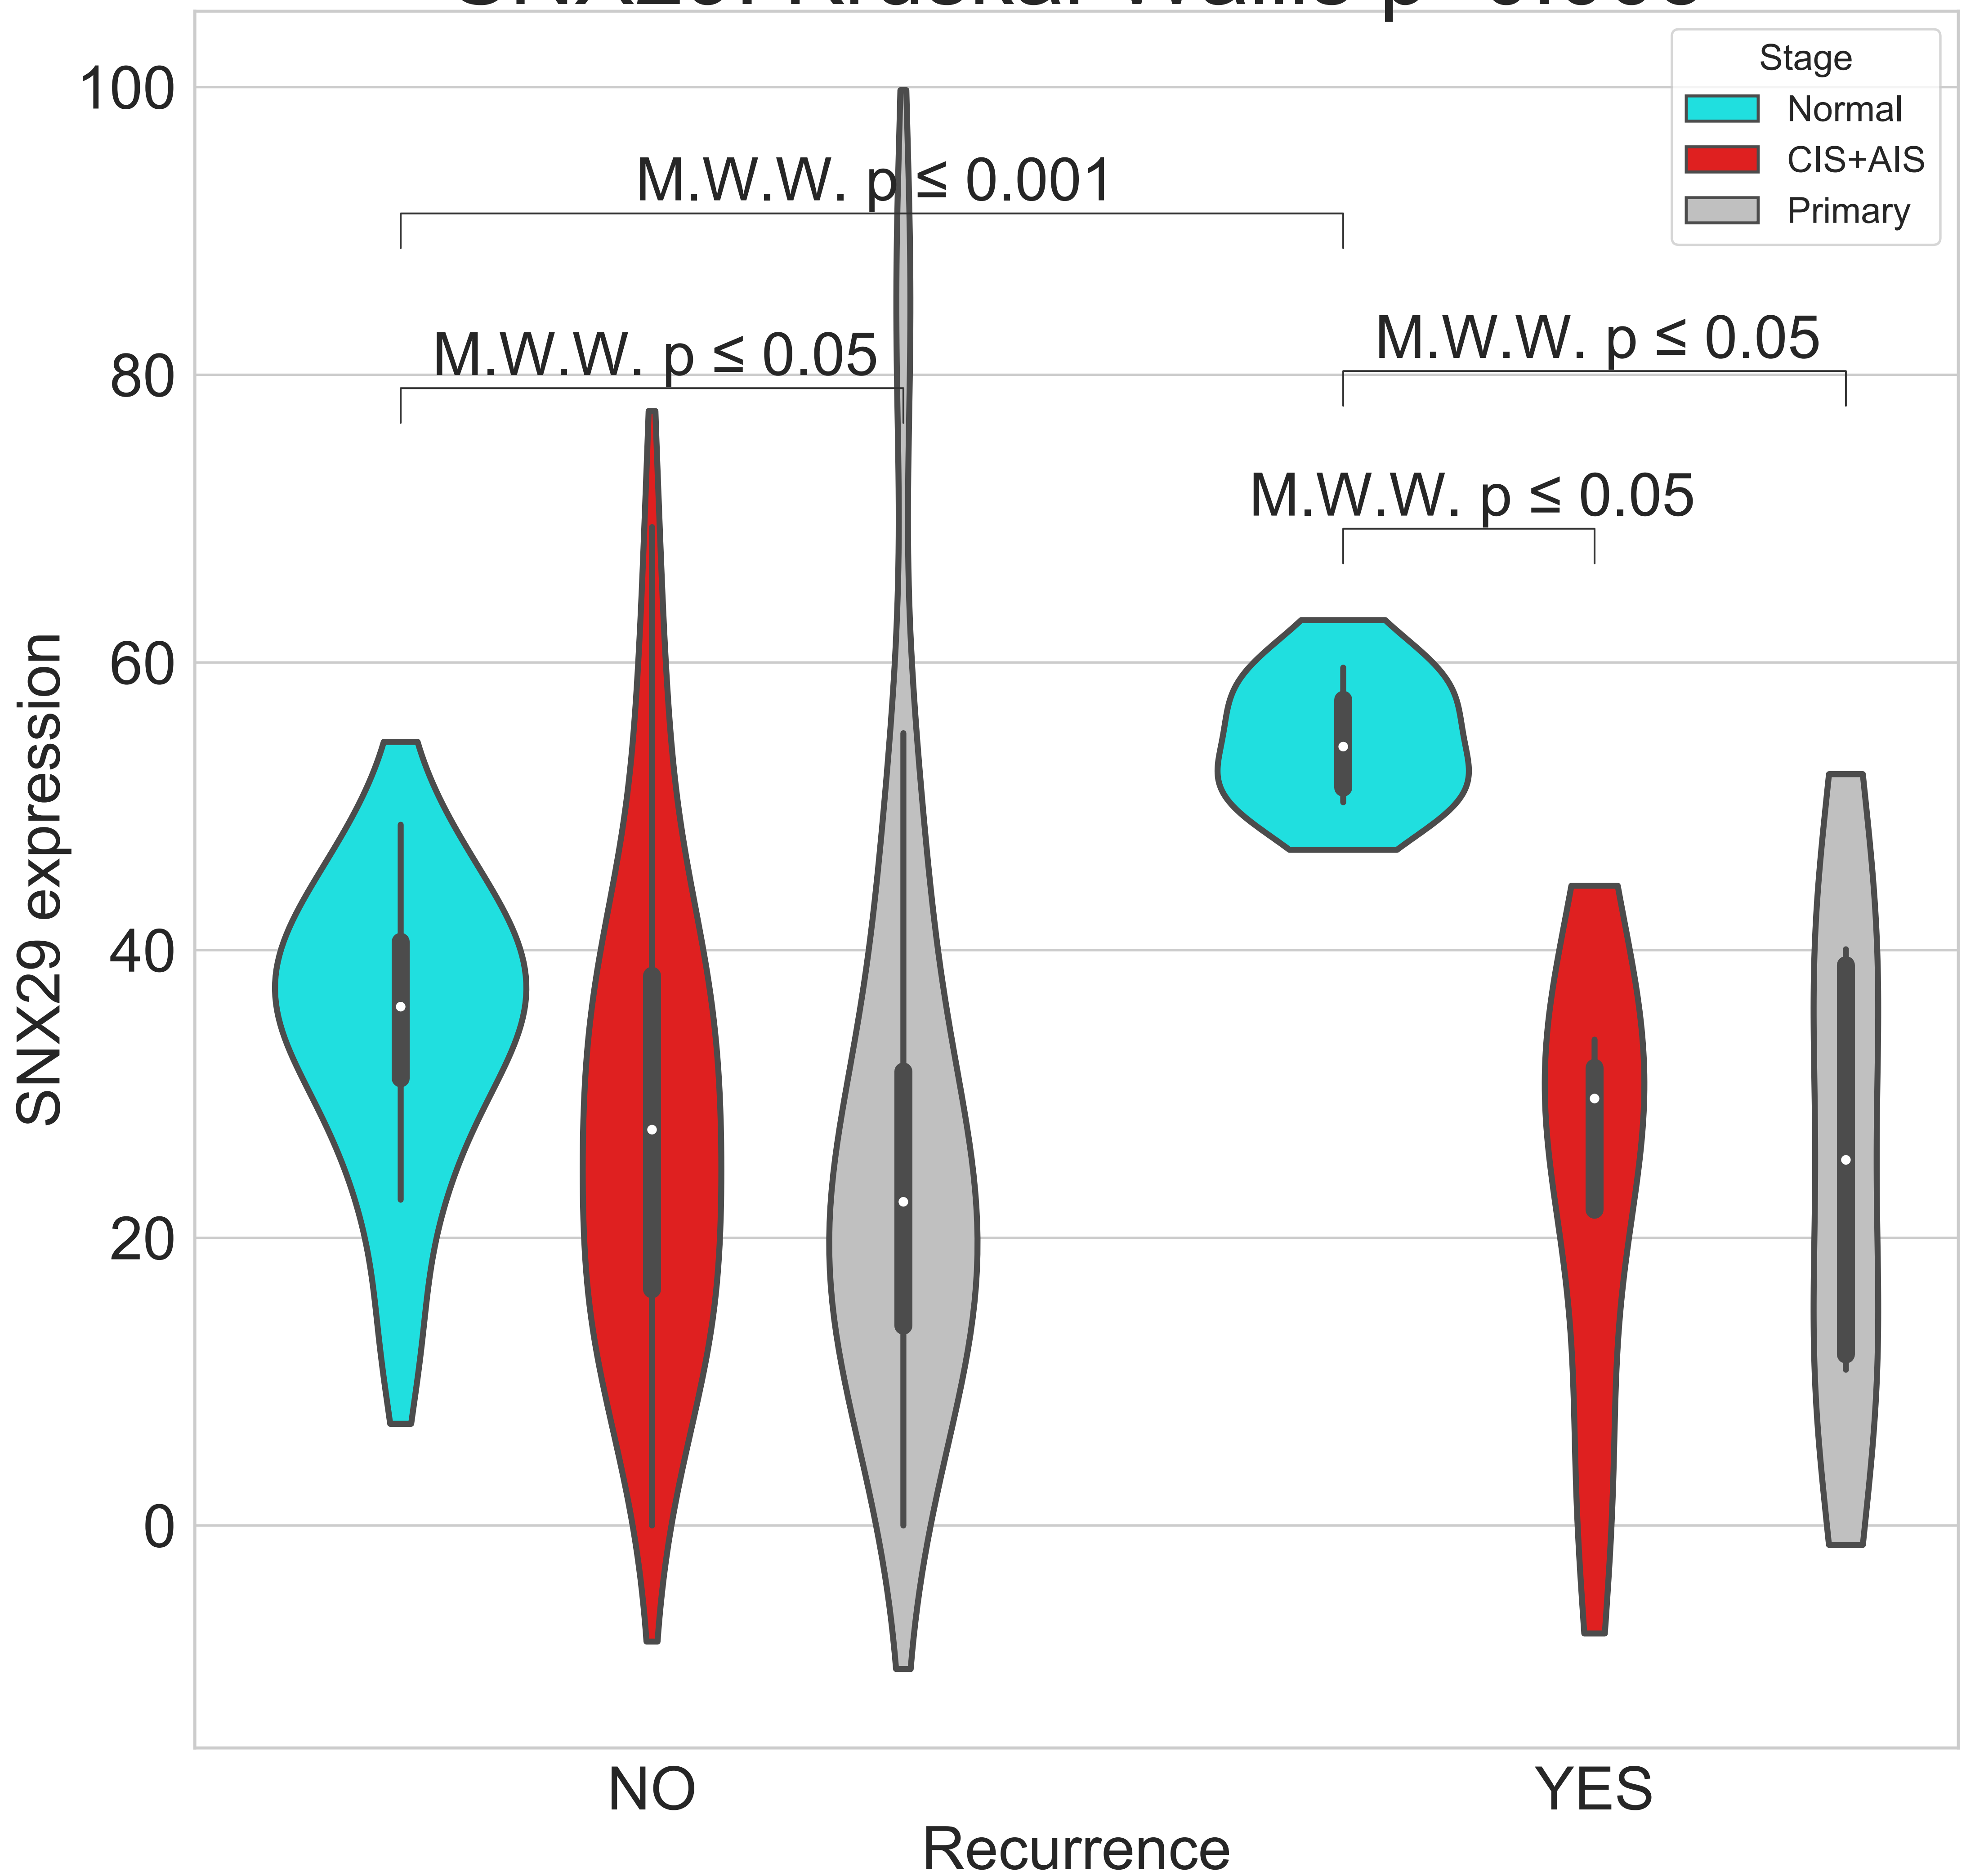 Stage
Normal
CIS+AIS
Primary
100
80
60
40
20
0
SNX29 expression
M.W.W. p ≤ 0.001
M.W.W. p ≤ 0.05
M.W.W. p ≤ 0.05
M.W.W. p ≤ 0.05
NO
YES
Recurrence